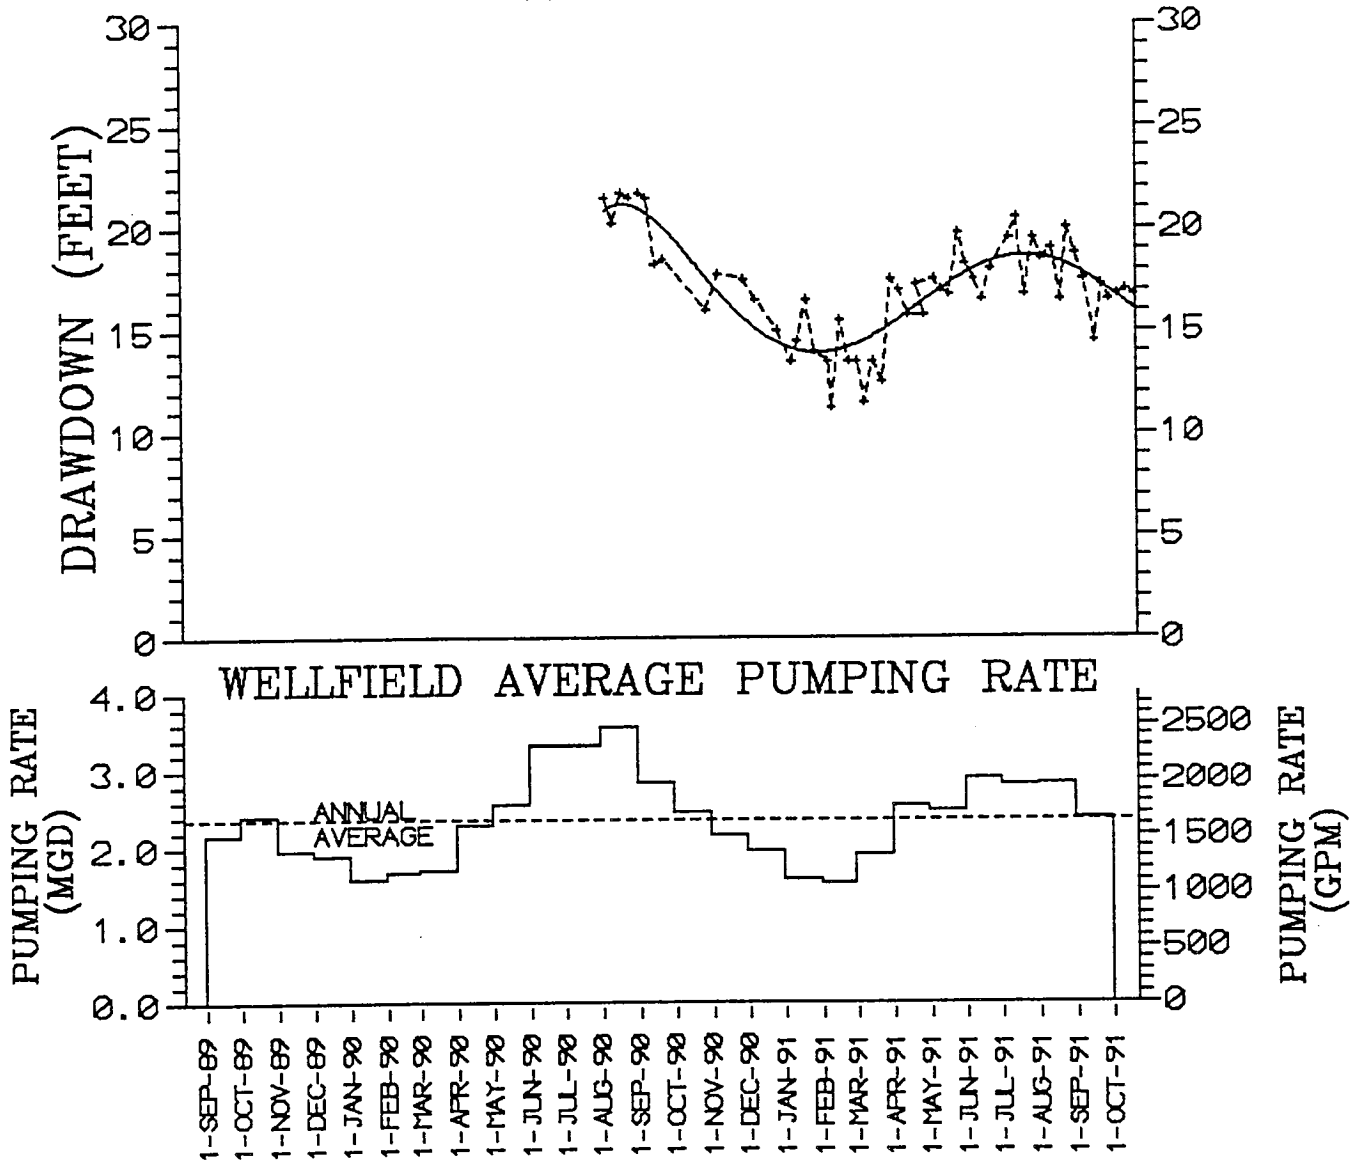 30
25
20
15
10
5
0
DRAWDOWN (FEET)
30
25
20
15
10
5
0
WELLFIELD AVERAGE PUMPING RATE
4.0
3.0
2.0
1.0
0.0
PUMPING RATE
(MGD)
ANNUAL
AVERAGE
2500
2000
1500
1000
500
0
PUMPING RATE
(GPM)
1-SEP-89
1-OCT-89
1-NOV-89
1-DEC-89
1-JAN-90
1-FEB-90
1-MAR-90
1-APR-90
1-MAY-90
1-JUN-90
1-JUL-90
1-AUG-90
1-SEP-90
1-OCT-90
1-NOV-90
1-DEC-90
1-JAN-91
1-FEB-91
1-MAR-91
1-APR-91
1-MAY-91
1-JUN-91
1-JUL-91
1-AUG-91
1-SEP-91
1-OCT-91